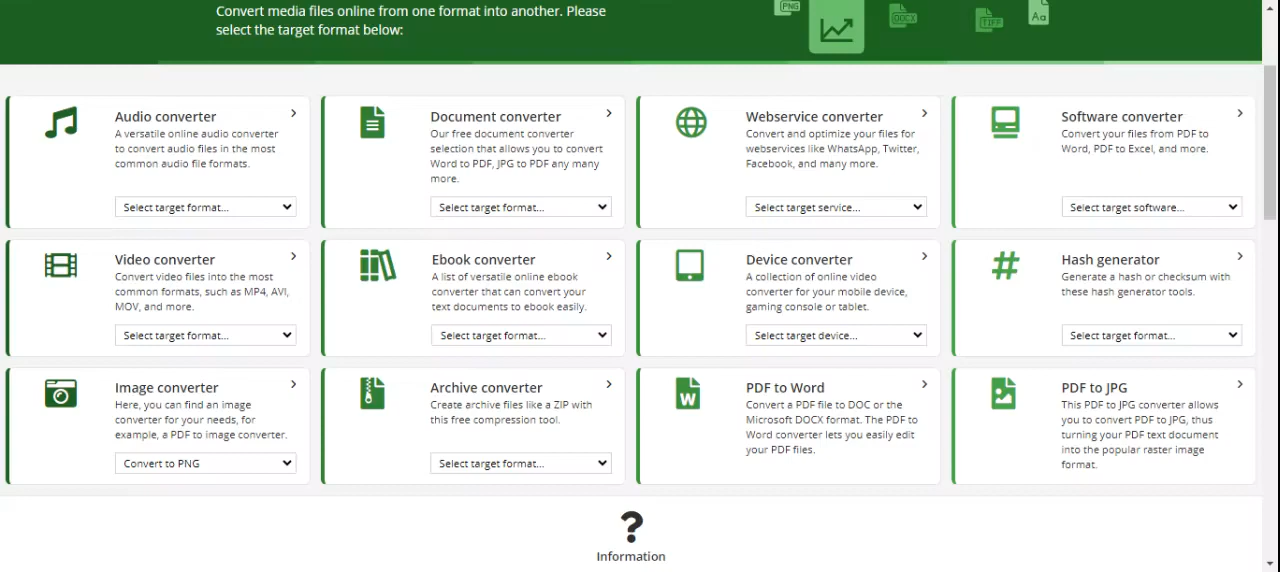 Convert media files online from one format into another. Please
select the target format below:
PNG
DOCX
TIFF
Aa
Audio converter
A versatile online audio converter
to convert audio files in the most
common audio file formats.
Select target format...
Document converter
Our free document converter
selection that allows you to convert
Word to PDF, JPG to PDF any many
more.
Select target format...
Webservice converter
Convert and optimize your files for
webservices like WhatsApp, Twitter,
Facebook, and many more.
Select target service...
Software converter
Convert your files from PDF to
Word, PDF to Excel, and more.
Select target software...
Video converter
Convert video files into the most
common formats, such as MP4, AVI,
MOV, and more.
Select target format...
Ebook converter
A list of versatile online ebook
converter that can convert your
text documents to ebook easily.
Select target format...
Device converter
A collection of online video
converter for your mobile device,
gaming console or tablet.
Select target device...
#
Hash generator
Generate a hash or checksum with
these hash generator tools.
Select target format...
Image converter
Here, you can find an image
converter for your needs, for
example, a PDF to image converter.
Convert to PNG
Archive converter
Create archive files like a ZIP with
this free compression tool.
Select target format...
W
PDF to Word
Convert a PDF file to DOC or the
Microsoft DOCX format. The PDF to
Word converter lets you easily edit
your PDF files.
PDF to JPG
This PDF to JPG converter allows
you to convert PDF to JPG, thus
turning your PDF text document
into the popular raster image
format.
?
Information